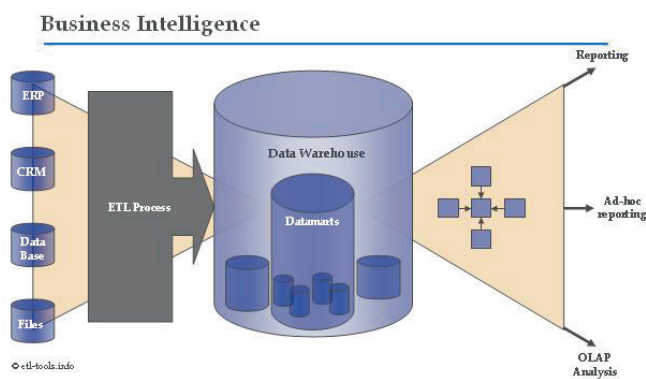 Business Intelligence
Reporting
ERP
Data Warehouse
CRM
ETL Process
Datamarts
Ad-hoc
reporting
Data
Base
Files
OLAP
Analysis
© etl-tools.info